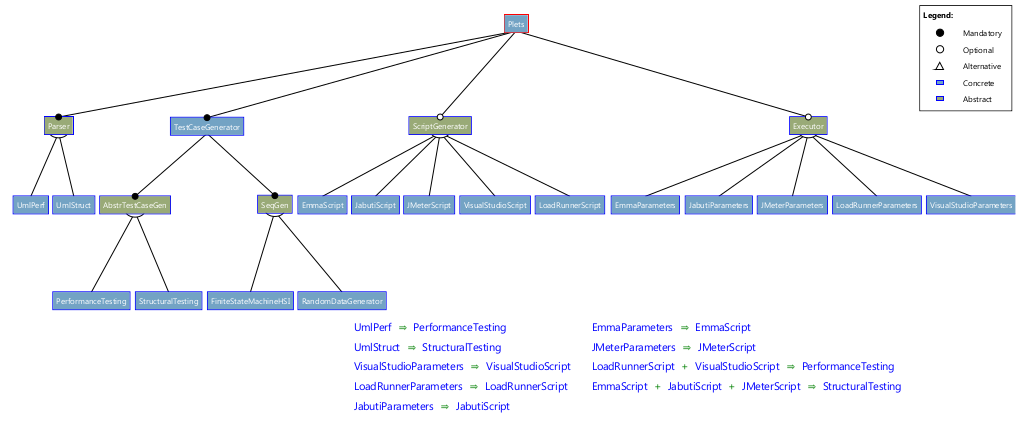 Plets
Legend:
Mandatory
Optional
Alternative
Concrete
Abstract
Parser
TestCaseGenerator
ScriptGenerator
Executor
UmlPerf
UmlStruct
AbstrTestCaseGen
SeqGen
EmmaScript
JabutiScript
JMeterScript
VisualStudioScript
LoadRunnerScript
EmmaParameters
JabutiParameters
JMeterParameters
LoadRunnerParameters
VisualStudioParameters
PerformanceTesting
StructuralTesting
FiniteStateMachineHSI
RandomDataGenerator
UmlPerf ⇒ PerformanceTesting
UmlStruct ⇒ StructuralTesting
VisualStudioParameters ⇒ VisualStudioScript
LoadRunnerParameters ⇒ LoadRunnerScript
JabutiParameters ⇒ JabutiScript
EmmaParameters ⇒ EmmaScript
JMeterParameters ⇒ JMeterScript
LoadRunnerScript + VisualStudioScript ⇒ PerformanceTesting
EmmaScript + JabutiScript + JMeterScript ⇒ StructuralTesting